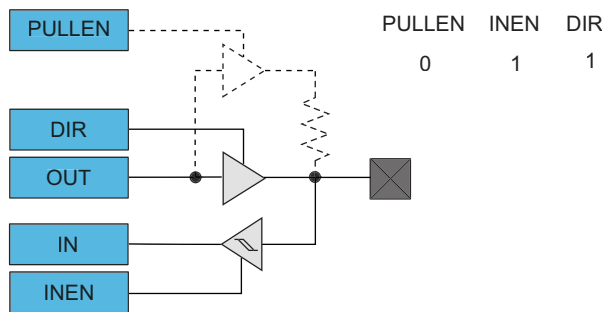 PULLEN
PULLEN INEN DIR
0 1 1
DIR
OUT
IN
INEN